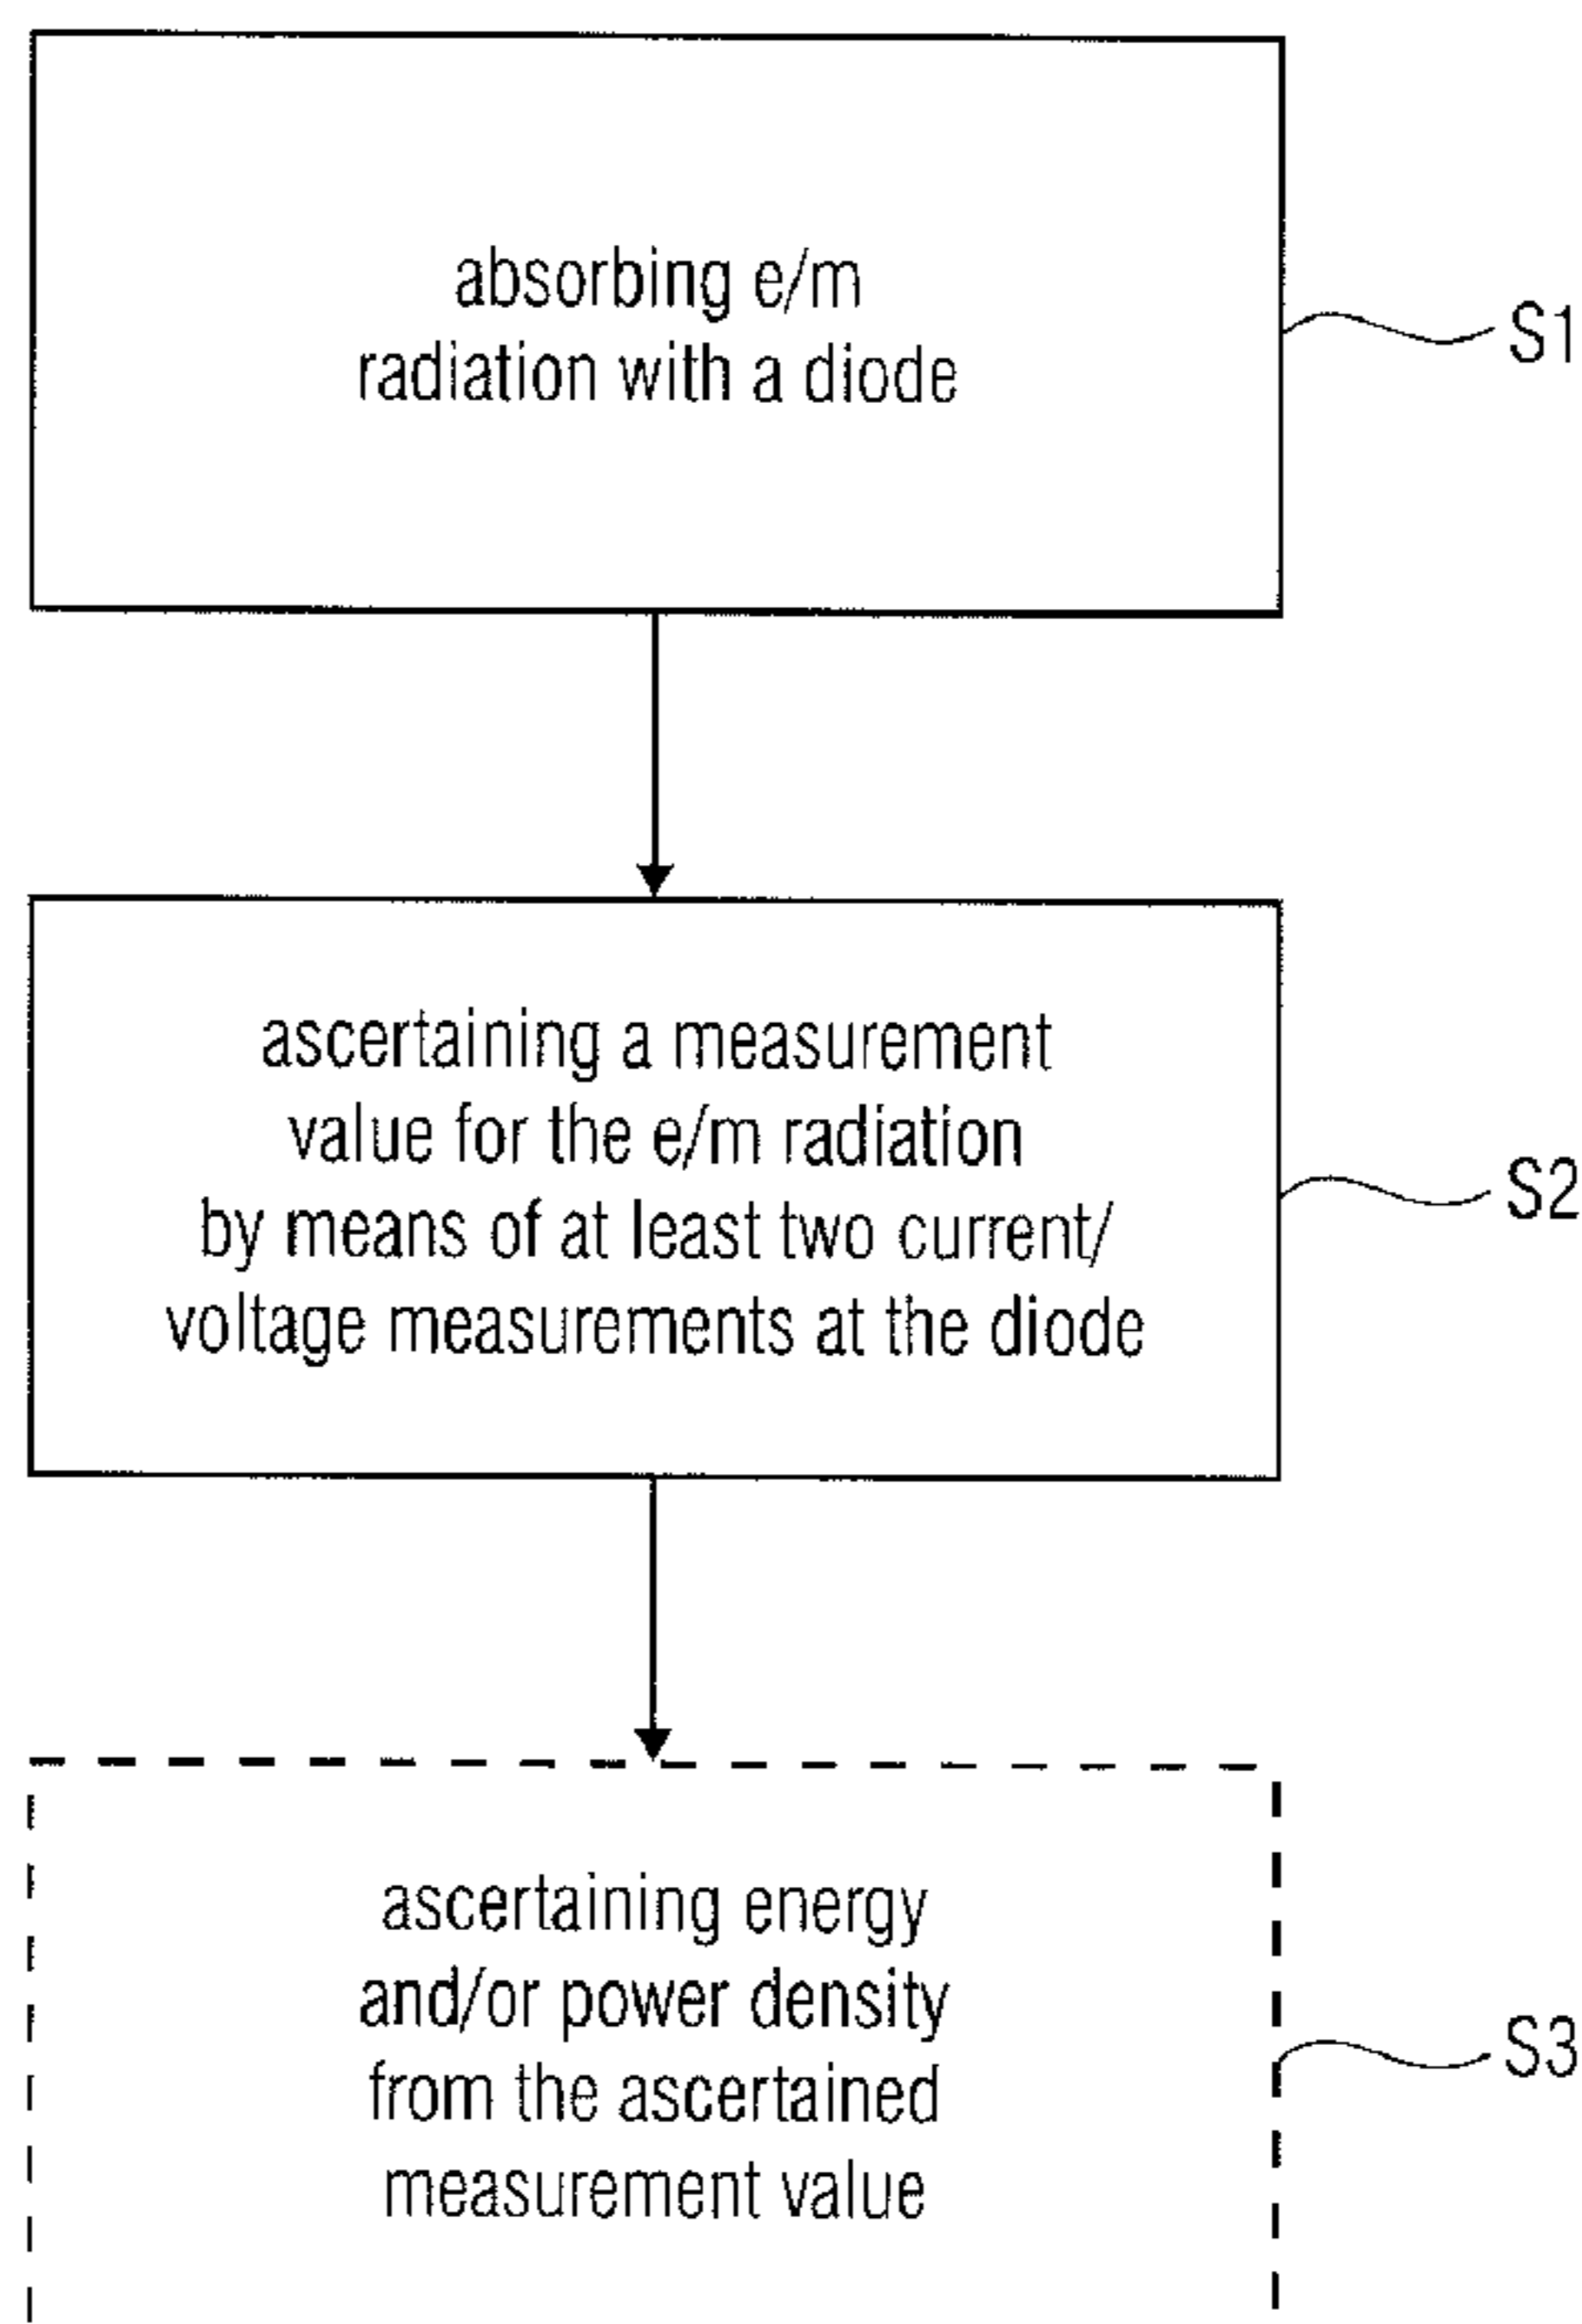 absorbing e/m
radiation with a diode
S1
ascertaining a measurement
value for the e/m radiation
by means of at least two current/
voltage measurements at the diode
S2
ascertaining energy
and/or power density
from the ascertained
measurement value
S3